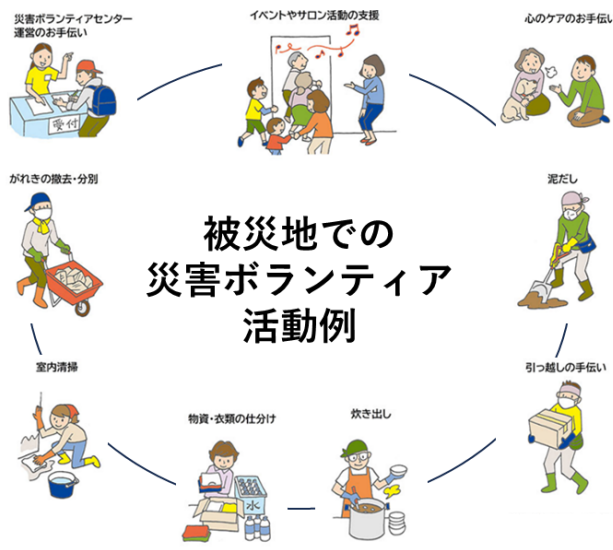 災害ボランティアセンター
運営のお手伝い
イベントやサロン活動の支援
心のケアのお手伝い
受付
がれきの撤去・分別
泥だし
被災地での
災害ボランティア
活動例
室内清掃
引っ越しの手伝い
物資・衣類の仕分け
炊き出し
水